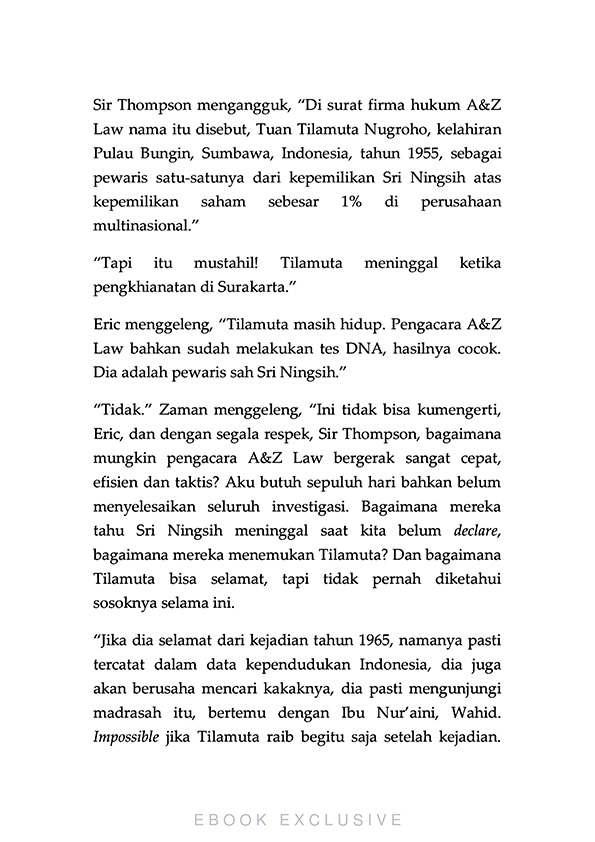 Sir Thompson mengangguk, “Di surat firma hukum A&Z
Law nama itu disebut, Tuan Tilamuta Nugroho, kelahiran
Pulau Bungin, Sumbawa, Indonesia, tahun 1955, sebagai
pewaris satu-satunya dari kepemilikan Sri Ningsih atas
kepemilikan saham sebesar 1% di perusahaan
multinasional.”
“Tapi itu mustahil! Tilamuta meninggal ketika
pengkhianatan di Surakarta.”
Eric menggeleng, “Tilamuta masih hidup. Pengacara A&Z
Law bahkan sudah melakukan tes DNA, hasilnya cocok.
Dia adalah pewaris sah Sri Ningsih.”
“Tidak.” Zaman menggeleng, “Ini tidak bisa kumengerti,
Eric, dan dengan segala respek, Sir Thompson, bagaimana
mungkin pengacara A&Z Law bergerak sangat cepat,
efisien dan taktis? Aku butuh sepuluh hari bahkan belum
menyelesaikan seluruh investigasi. Bagaimana mereka
tahu Sri Ningsih meninggal saat kita belum declare,
bagaimana mereka menemukan Tilamuta? Dan bagaimana
Tilamuta bisa selamat, tapi tidak pernah diketahui
sosoknya selama ini.
“Jika dia selamat dari kejadian tahun 1965, namanya pasti
tercatat dalam data kependudukan Indonesia, dia juga
akan berusaha mencari kakaknya, dia pasti mengunjungi
madrasah itu, bertemu dengan Ibu Nur’aini, Wahid.
Impossible jika Tilamuta raib begitu saja setelah kejadian.
EBOOK EXCLUSIVE